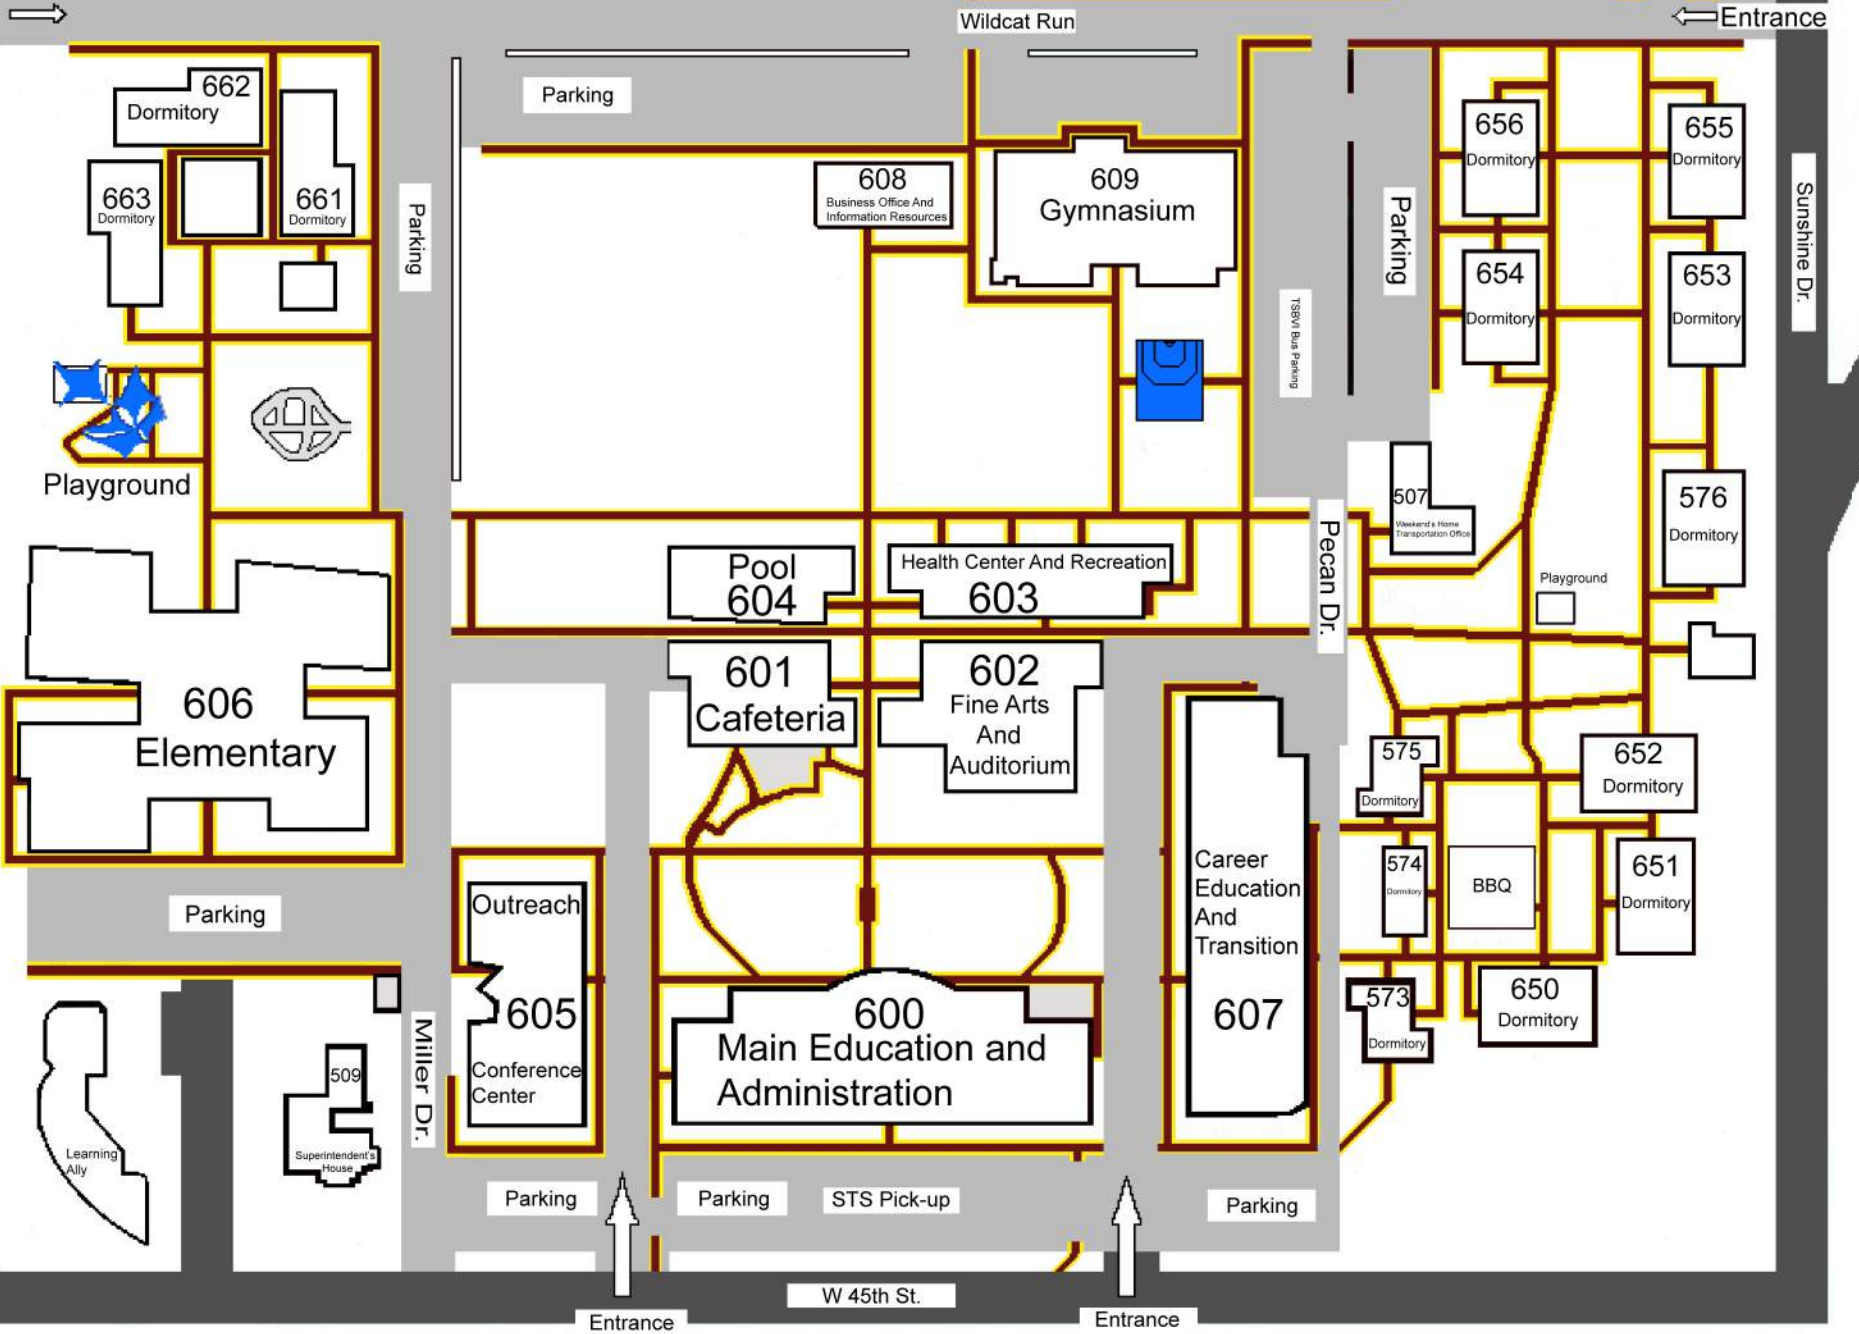 Wildcat Run
Entrance
Parking
662
Dormitory
663
Dormitory
661
Dormitory
Parking
608
Business Office And
Information Resources
609
Gymnasium
TSBVI Bus Parking
Parking
656
Dormitory
655
Dormitory
654
Dormitory
653
Dormitory
Sunshine Dr.
Playground
507
Weekend's Home
Transportation Office
576
Dormitory
Pool
604
Health Center And Recreation
603
Pecan Dr.
Playground
606
Elementary
601
Cafeteria
602
Fine Arts
And
Auditorium
575
Dormitory
652
Dormitory
Career
Education
And
Transition
607
574
Dormitory
BBQ
651
Dormitory
Parking
Outreach
605
Conference
Center
600
Main Education and
Administration
573
Dormitory
650
Dormitory
Miller Dr.
509
Superintendent's
House
Learning
Ally
Parking
Parking
STS Pick-up
Parking
W 45th St.
Entrance
Entrance